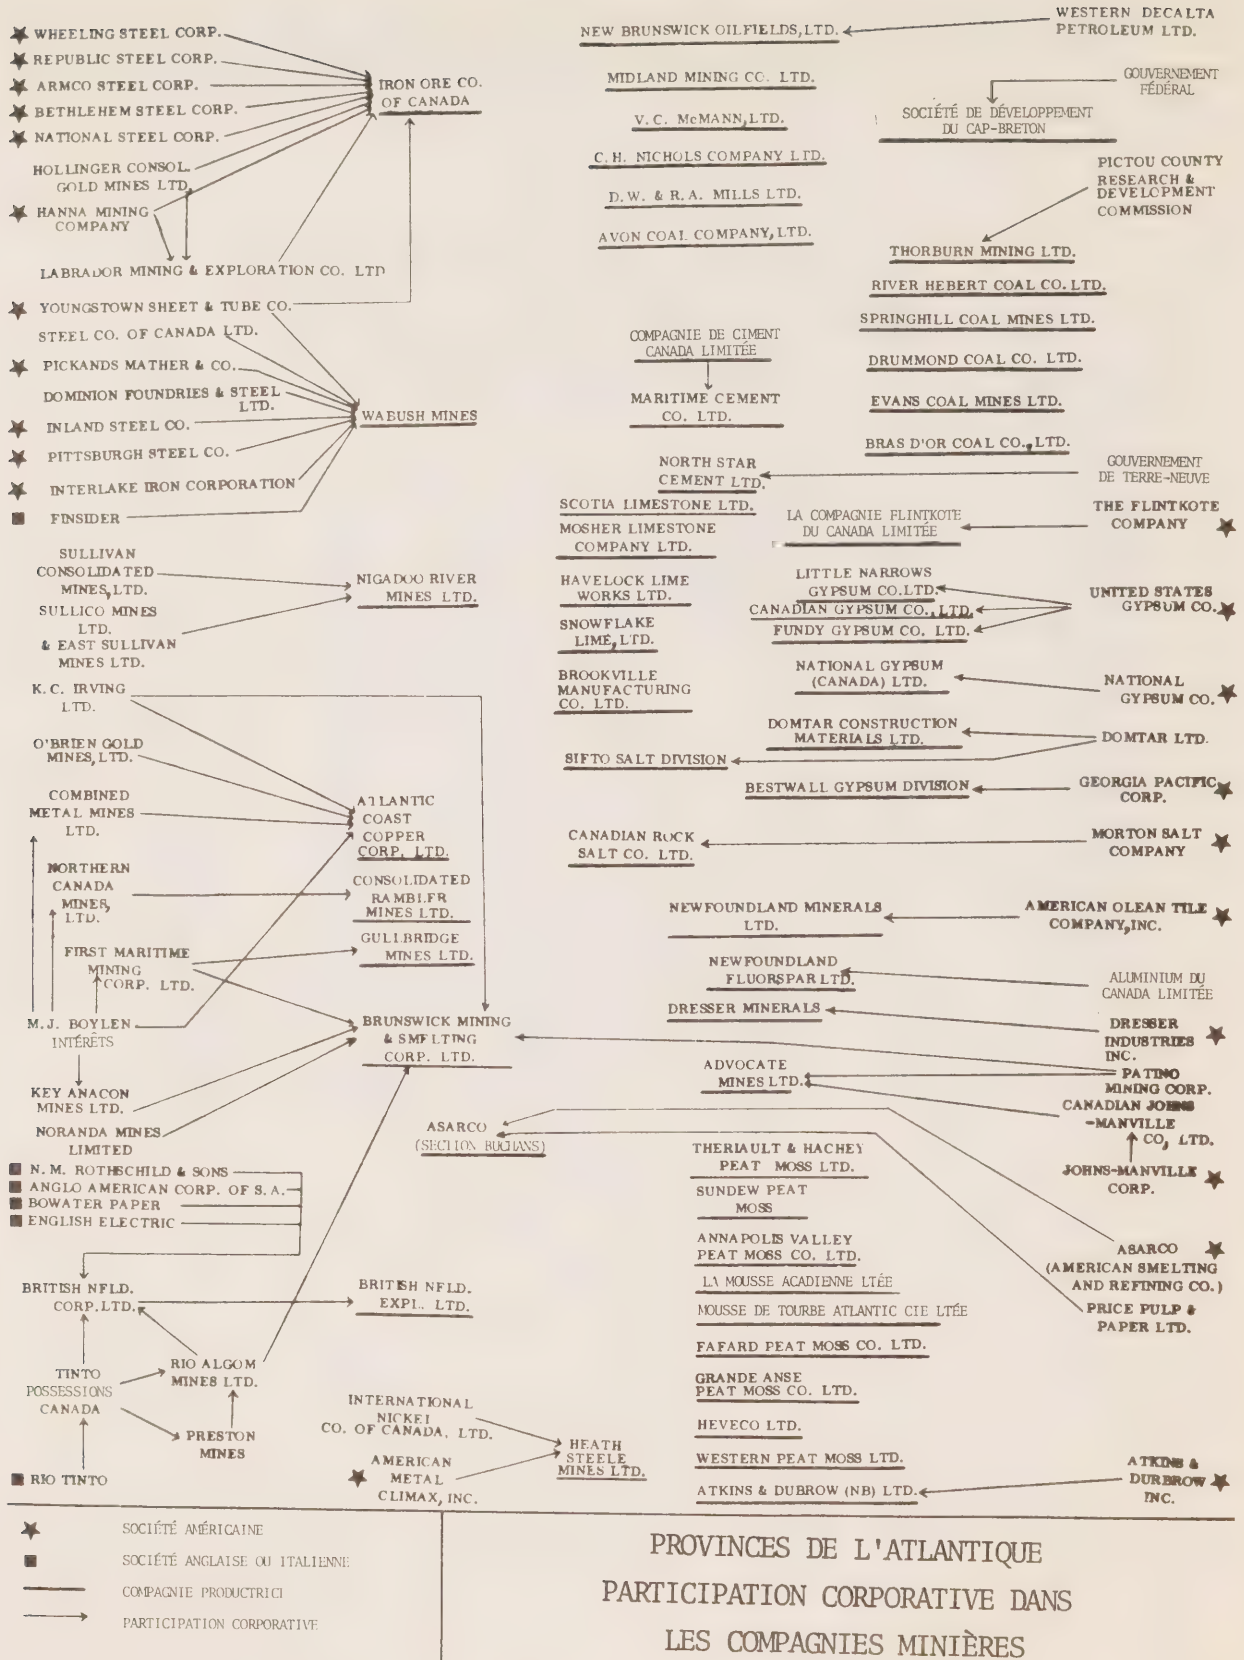 WHEELING STEEL CORP.
REPUBLIC STEEL CORP.
ARMCO STEEL CORP.
BETHLEHEM STEEL CORP.
NATIONAL STEEL CORP.
HOLLINGER CONSOL.
GOLD MINES LTD,
HANNA MINING
COMPANY
IRON ORE CO.
OF CANADA
LABRADOR MINING & EXPLORATION CO. LTD
YOUNGSTOWN SHEET & TUBE CO.
STEEL CO. OF CANADA LTD.
PICKANDS MATHER & CO.
DOMINION FOUNDRIES & STEEL
LTD.
INLAND STEEL CO.
PITTSBURGH STEEL CO.
INTERLAKE IRON CORPORATION
FINSIDER
WABUSH MINES
SULLIVAN
CONSOLIDATED
MINES, LTD.
SULLICO MINES
LTD.
& EAST SULLIVAN
MINES LTD.
NIGADOO RIVER
MINES LTD.
K.C. IRVING
LTD.
O'BRIEN GOLD
MINES, LTD.
COMBINED
METAL MINES
LTD.
NORTHERN
CANADA
MINES,
LTD.
FIRST MARITIME
MINING
CORP. LTD.
M.J. BOYLEN
INTÉRÊTS
KEY ANACON
MINES LTD.
NORANDA MINES
LIMITED
ATLANTIC
COAST
COPPER
CORP. LTD.
CONSOLIDATED
RAMBLER
MINES LTD.
GULLBRIDGE
MINES LTD.
BRUNSWICK MINING
& SMELTING
CORP. LTD.
ASARCO
(SECTION BUCHANS)
N.M. ROTHSCHILD & SONS
ANGLO AMERICAN CORP. OF S.A.
BOWATER PAPER
ENGLISH ELECTRIC
BRITISH NFLD.
CORP. LTD.
BRITISH NFLD.
EXPL. LTD.
TINTO
POSSESSIONS
CANADA
RIO ALGOM
MINES LTD.
PRESTON
MINES
RIO TINTO
INTERNATIONAL
NICKEL
CO. OF CANADA, LTD.
AMERICAN
METAL
CLIMAX, INC.
HEATH
STEELE
MINES LTD.
NEW BRUNSWICK OILFIELDS, LTD.
WESTERN DECALTA
PETROLEUM LTD.
MIDLAND MINING CO. LTD.
V.C. McMANN, LTD.
C.H. NICHOLS COMPANY LTD.
D.W. & R.A. MILLS LTD.
AVON COAL COMPANY, LTD.
GOUVERNEMENT
FÉDÉRAL
SOCIÉTÉ DE DÉVELOPPEMENT
DU CAP-BRETON
PICTOU COUNTY
RESEARCH &
DEVELOPMENT
COMMISSION
THORBURN MINING LTD.
RIVER HEBERT COAL CO. LTD.
SPRINGHILL COAL MINES LTD.
DRUMMOND COAL CO. LTD.
EVANS COAL MINES LTD.
BRAS D'OR COAL CO., LTD.
COMPAGNIE DE CIMENT
CANADA LIMITÉE
MARITIME CEMENT
CO. LTD.
NORTH STAR
CEMENT LTD.
GOUVERNEMENT
DE TERRE-NEUVE
SCOTIA LIMESTONE LTD.
MOSHER LIMESTONE
COMPANY LTD.
HAVELOCK LIME
WORKS LTD.
SNOWFLAKE
LIME, LTD.
BROOKVILLE
MANUFACTURING
CO. LTD.
LA COMPAGNIE FLINTKOTE
DU CANADA LIMITÉE
THE FLINTKOTE
COMPANY
LITTLE NARROWS
GYPSUM CO. LTD.
CANADIAN GYPSUM CO., LTD.
FUNDY GYPSUM CO. LTD.
UNITED STATES
GYPSUM CO.
NATIONAL GYPSUM
(CANADA) LTD.
NATIONAL
GYPSUM CO.
DOMTAR CONSTRUCTION
MATERIALS LTD.
SIFTO SALT DIVISION
DOMTAR LTD.
BESTWALL GYPSUM DIVISION
GEORGIA PACIFIC
CORP.
CANADIAN ROCK
SALT CO. LTD.
MORTON SALT
COMPANY
NEWFOUNDLAND MINERALS
LTD.
AMERICAN OLEAN TILE
COMPANY, INC.
NEWFOUNDLAND
FLUORSPAR LTD.
ALUMINIUM DU
CANADA LIMITÉE
DRESSER MINERALS
DRESSER
INDUSTRIES
INC.
ADVOCATE
MINES LTD.
PATINO
MINING CORP.
CANADIAN JOHNS
-MANVILLE
CO, LTD.
JOHNS-MANVILLE
CORP.
ASARCO
(AMERICAN SMELTING
AND REFINING CO.)
PRICE PULP &
PAPER LTD.
THERIAULT & HACHEY
PEAT MOSS LTD.
SUNDEW PEAT
MOSS
ANNAPOLIS VALLEY
PEAT MOSS CO. LTD.
LA MOUSSE ACADIENNE LTÉE
MOUSSE DE TOURBE ATLANTIC CIE LTÉE
FAFARD PEAT MOSS CO. LTD.
GRANDE ANSE
PEAT MOSS CO. LTD.
HEVECO LTD.
WESTERN PEAT MOSS LTD.
ATKINS & DUBROW (NB) LTD.
ATKINS &
DURBROW
INC.
SOCIÉTÉ AMÉRICAINE
SOCIÉTÉ ANGLAISE OU ITALIENNE
COMPAGNIE PRODUCTRICE
PARTICIPATION CORPORATIVE
PROVINCES DE L'ATLANTIQUE
PARTICIPATION CORPORATIVE DANS
LES COMPAGNIES MINIÈRES